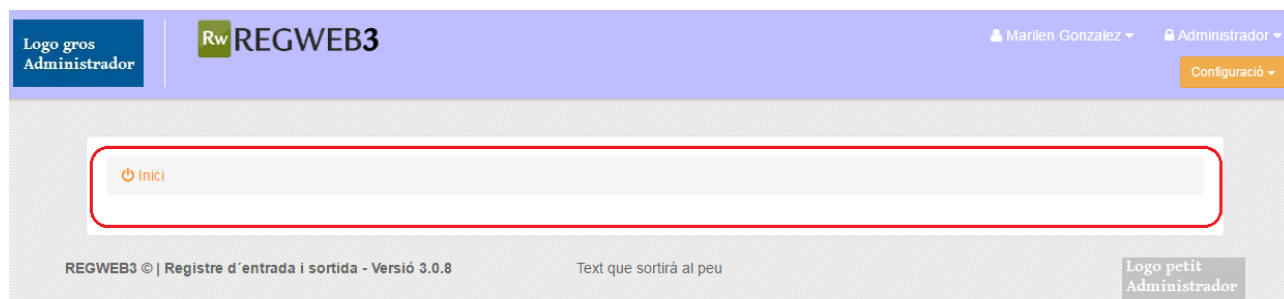 Logo gros
Administrador
Rw REGWEB3
Marilen Gonzalez
Administrador
Configuració
Inici
REGWEB3 © | Registre d´entrada i sortida - Versió 3.0.8
Text que sortirà al peu
Logo petit
Administrador